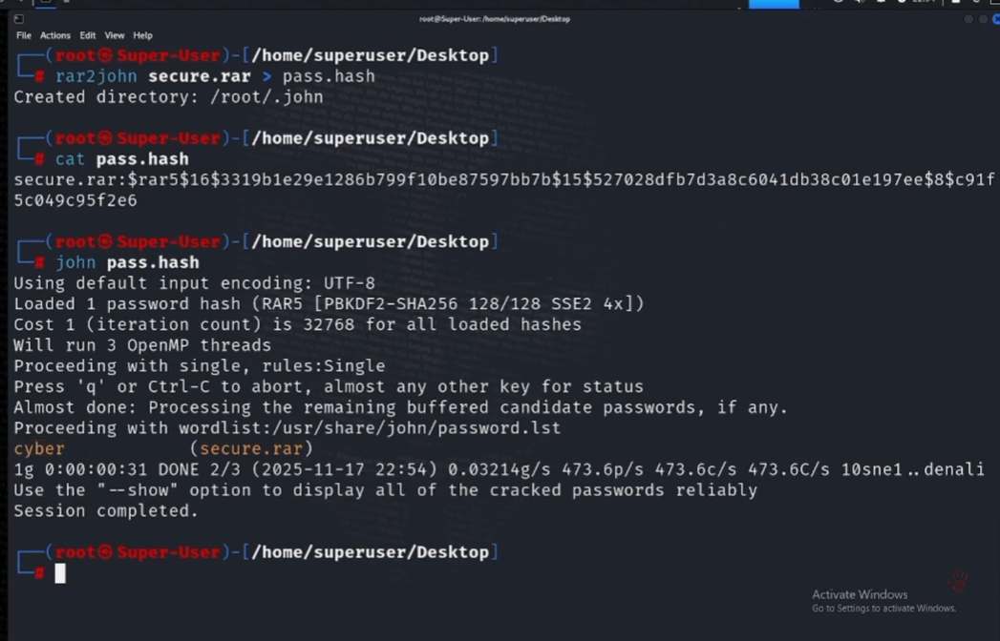 root@Super-User: /home/superuser/Desktop
File Actions Edit View Help
┌──(root㉿Super-User)-[/home/superuser/Desktop]
└─# rar2john secure.rar > pass.hash
Created directory: /root/.john
┌──(root㉿Super-User)-[/home/superuser/Desktop]
└─# cat pass.hash
secure.rar:$rar5$16$3319b1e29e1286b799f10be87597bb7b$15$527028dfb7d3a8c6041db38c01e197ee$8$c91f
5c049c95f2e6
┌──(root㉿Super-User)-[/home/superuser/Desktop]
└─# john pass.hash
Using default input encoding: UTF-8
Loaded 1 password hash (RAR5 [PBKDF2-SHA256 128/128 SSE2 4x])
Cost 1 (iteration count) is 32768 for all loaded hashes
Will run 3 OpenMP threads
Proceeding with single, rules:Single
Press 'q' or Ctrl-C to abort, almost any other key for status
Almost done: Processing the remaining buffered candidate passwords, if any.
Proceeding with wordlist:/usr/share/john/password.lst
cyber            (secure.rar)
1g 0:00:00:31 DONE 2/3 (2025-11-17 22:54) 0.03214g/s 473.6p/s 473.6c/s 473.6C/s 10sne1..denali
Use the "--show" option to display all of the cracked passwords reliably
Session completed.
┌──(root㉿Super-User)-[/home/superuser/Desktop]
└─#
Activate Windows
Go to Settings to activate Windows.